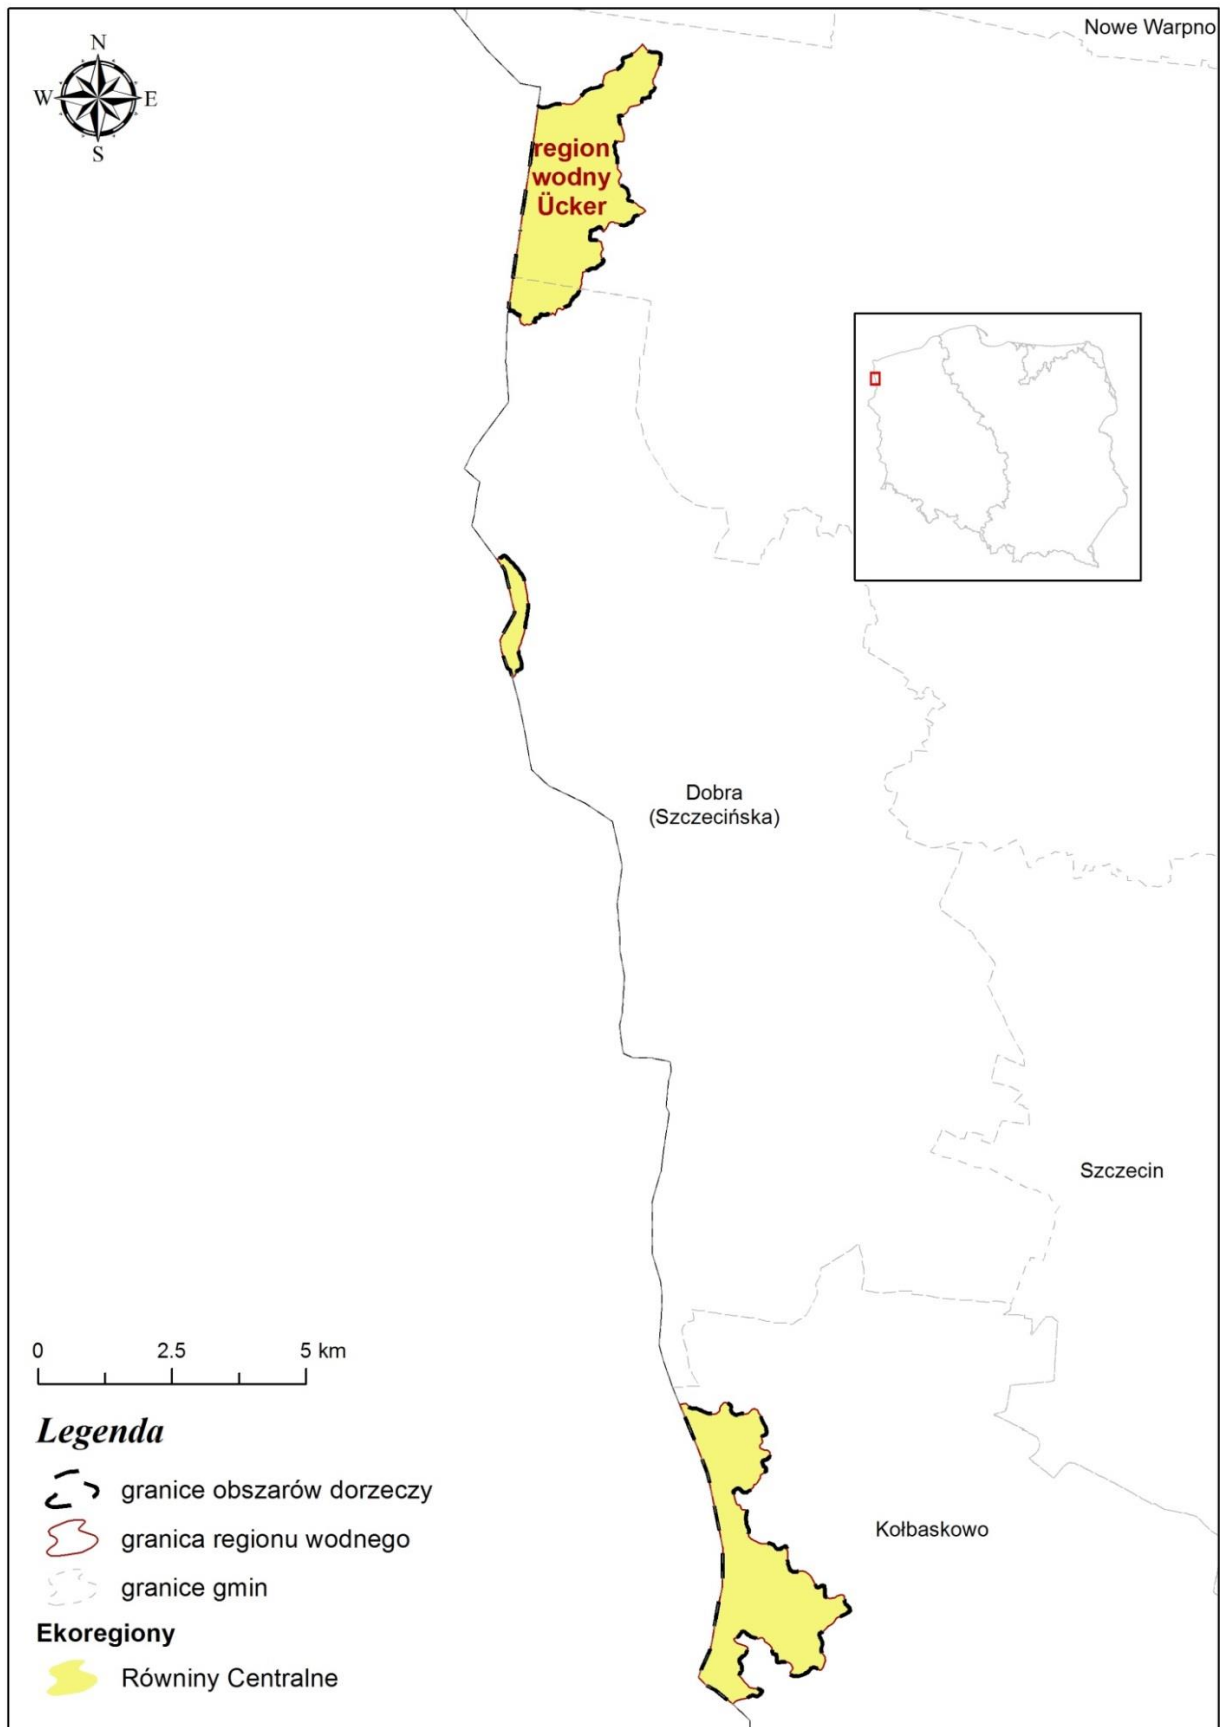 Nowe Warpno
N
W E
S
region
wodny
Ücker
Dobra
(Szczecińska)
Szczecin
0 2.5 5 km
Legenda
granice obszarów dorzeczy
granica regionu wodnego
granice gmin
Ekoregiony
Równiny Centralne
Kołbaskowo